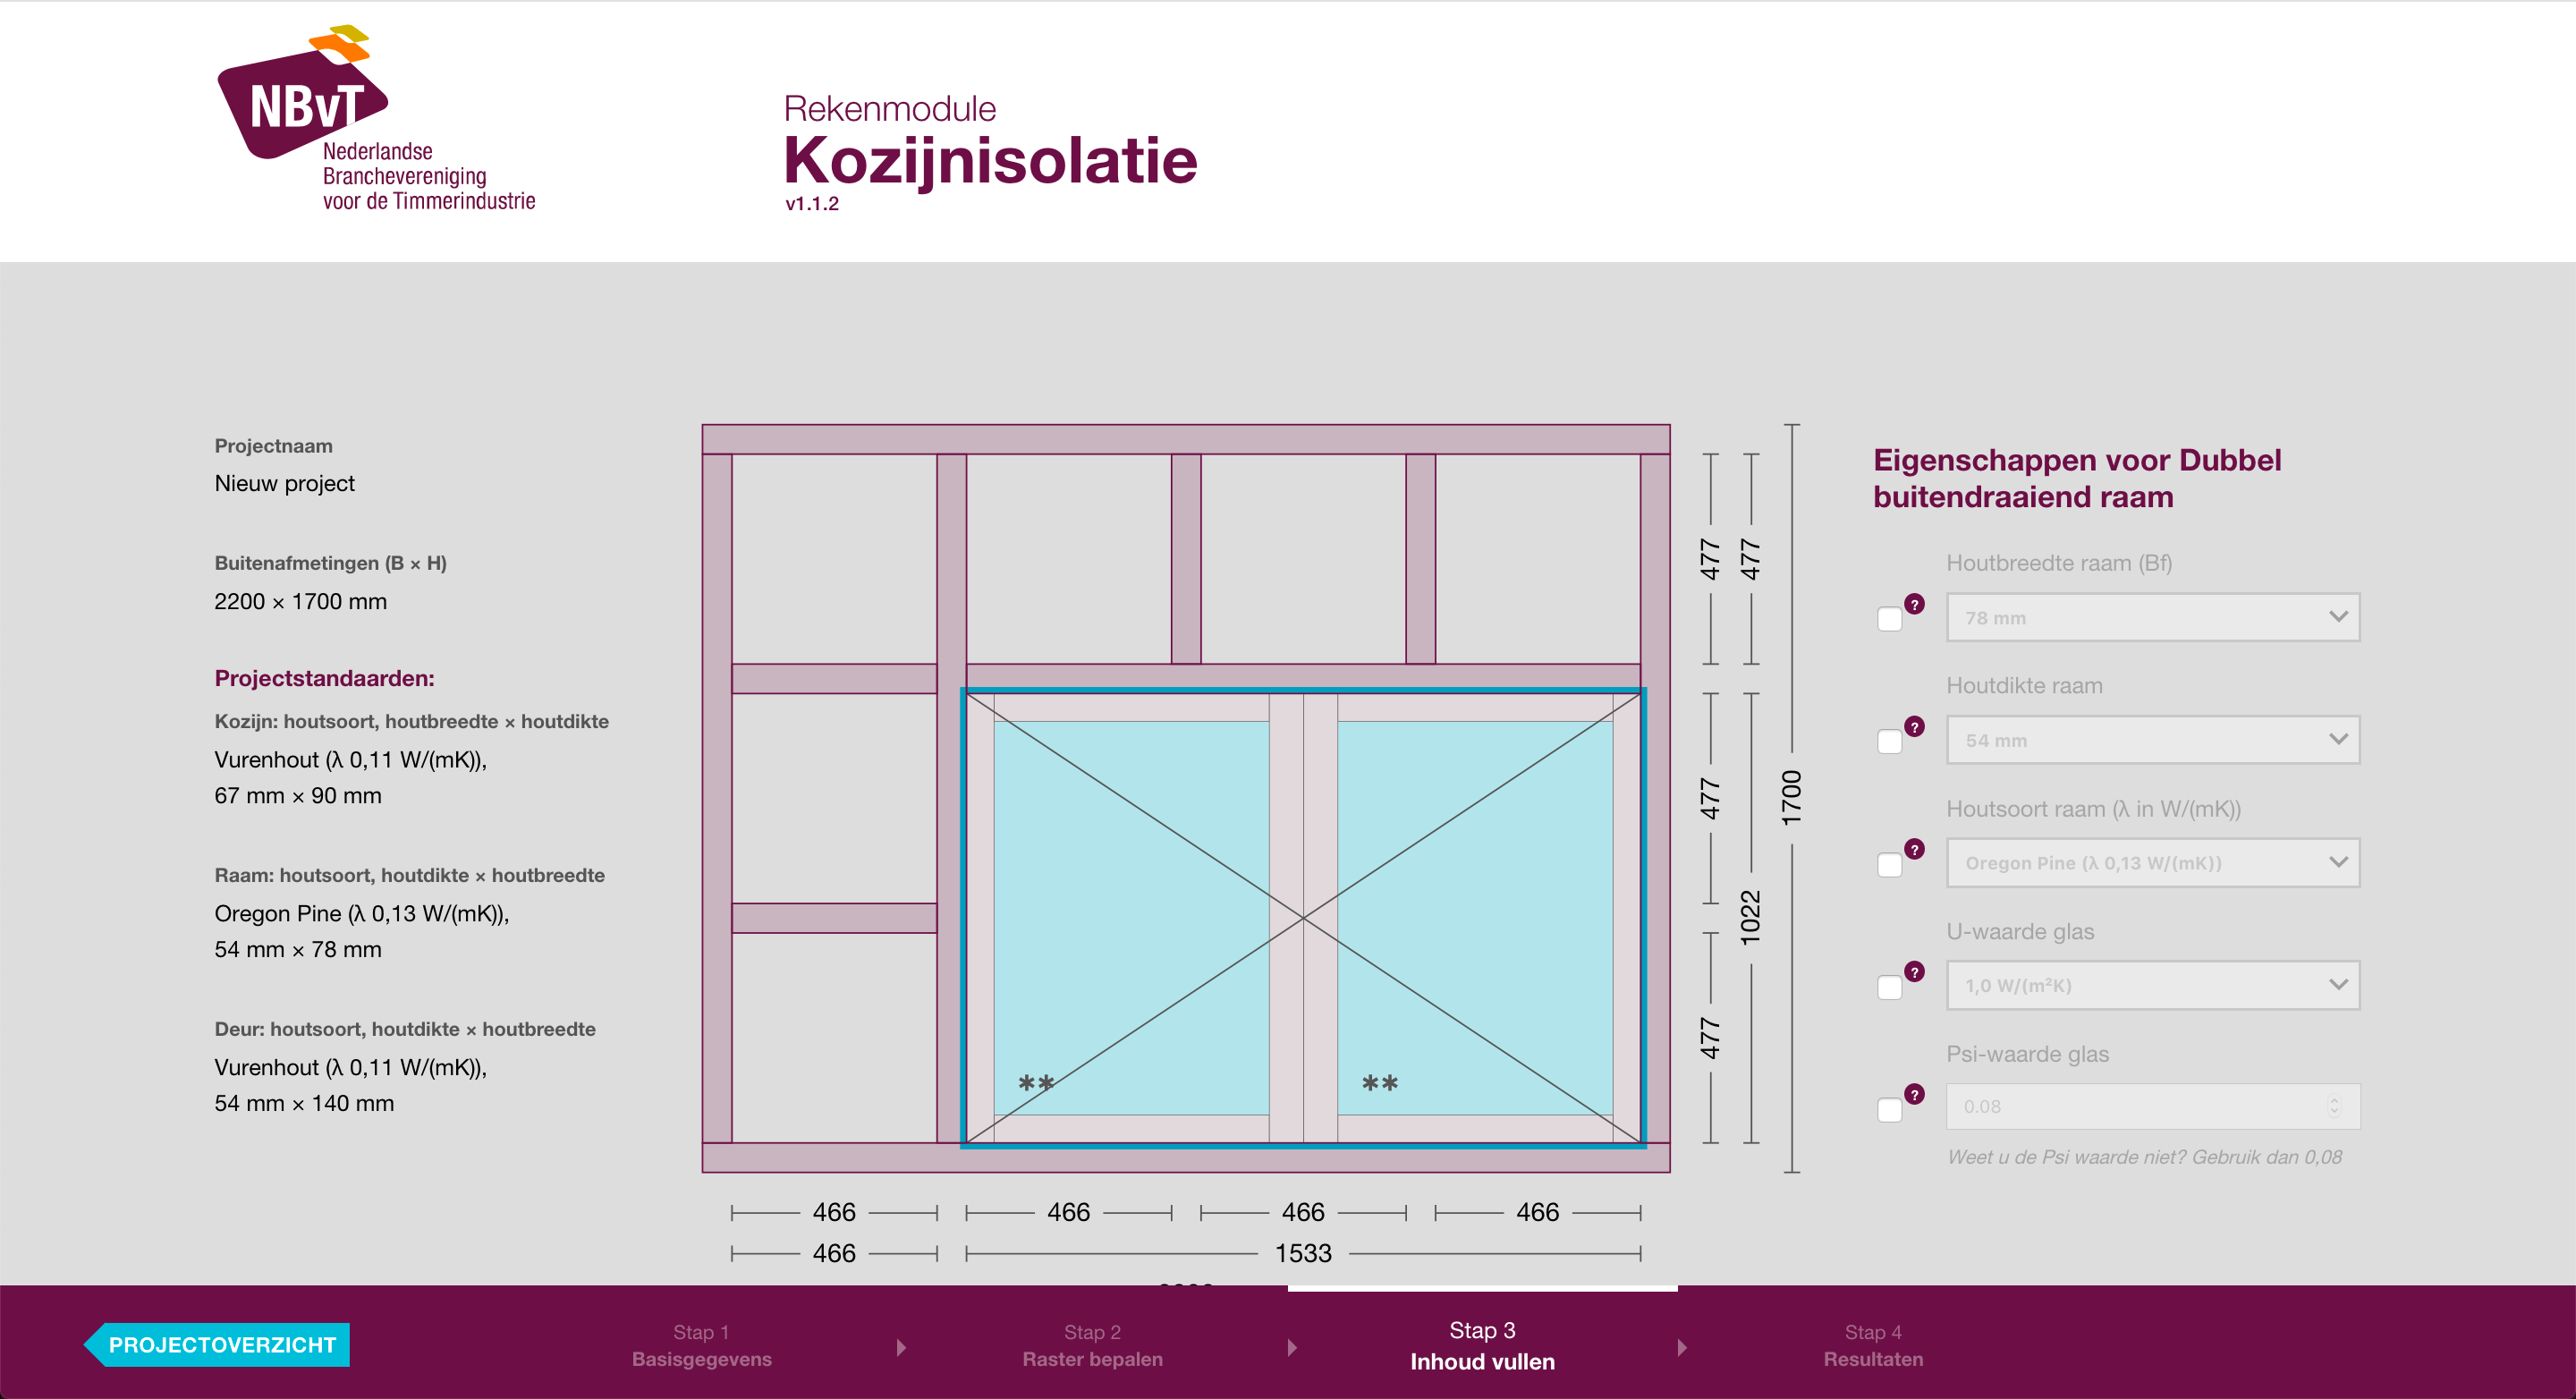 NBvT
Nederlandse
Branchevereniging
voor de Timmerindustrie
Rekenmodule
Kozijnisolatie
v1.1.2
Projectnaam
Nieuw project
Buitenafmetingen (B × H)
2200 × 1700 mm
Projectstandaarden:
Kozijn: houtsoort, houtbreedte × houtdikte
Vurenhout (λ 0,11 W/(mK)),
67 mm × 90 mm
Raam: houtsoort, houtdikte × houtbreedte
Oregon Pine (λ 0,13 W/(mK)),
54 mm × 78 mm
Deur: houtsoort, houtdikte × houtbreedte
Vurenhout (λ 0,11 W/(mK)),
54 mm × 140 mm
** **
477 477
477
1022
477
1700
466 466 466 466
466 1533
Eigenschappen voor Dubbel
buitendraaiend raam
Houtbreedte raam (Bf)
? 78 mm
Houtdikte raam
? 54 mm
Houtsoort raam (λ in W/(mK))
? Oregon Pine (λ 0,13 W/(mK))
U-waarde glas
? 1,0 W/(m²K)
Psi-waarde glas
? 0.08
Weet u de Psi waarde niet? Gebruik dan 0,08
PROJECTOVERZICHT
Stap 1
Basisgegevens
Stap 2
Raster bepalen
Stap 3
Inhoud vullen
Stap 4
Resultaten